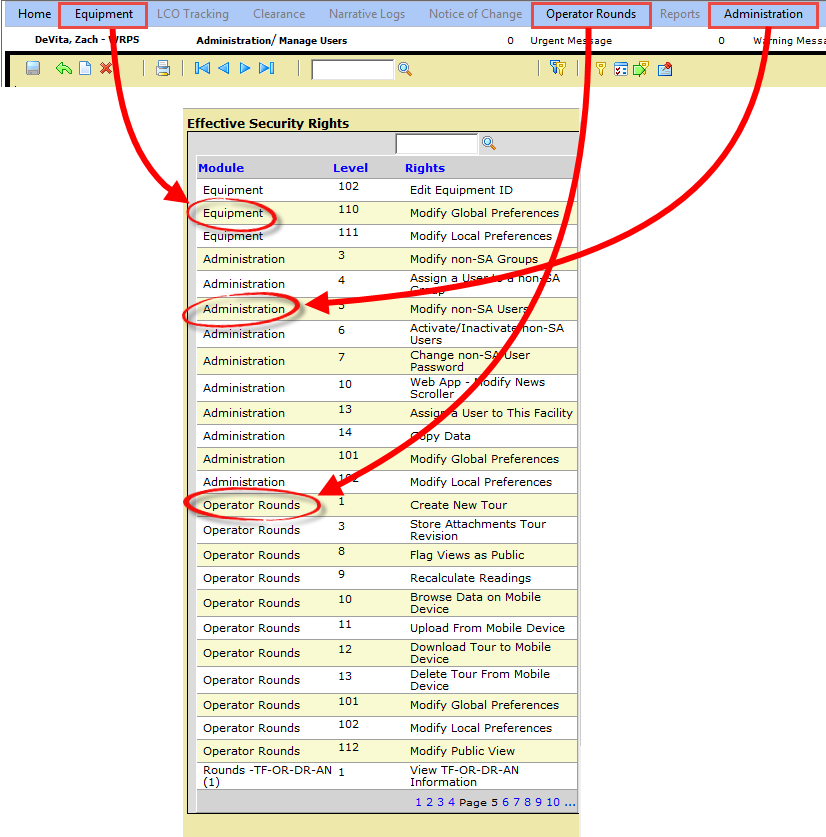 Home Equipment LCO Tracking Clearance Narrative Logs Notice of Change Operator Rounds Reports Administration
DeVita, Zach - WRPS Administration/ Manage Users 0 Urgent Message 0 Warning Messa
Effective Security Rights
Module Level Rights
Equipment 102 Edit Equipment ID
Equipment 110 Modify Global Preferences
Equipment 111 Modify Local Preferences
Administration 3 Modify non-SA Groups
Administration 4 Assign a User to a non-SA
Group
Administration 5 Modify non-SA Users
Administration 6 Activate/Inactivate non-SA
Users
Administration 7 Change non-SA User
Password
Administration 10 Web App - Modify News
Scroller
Administration 13 Assign a User to This Facility
Administration 14 Copy Data
Administration 101 Modify Global Preferences
Administration 102 Modify Local Preferences
Operator Rounds 1 Create New Tour
Operator Rounds 3 Store Attachments Tour
Revision
Operator Rounds 8 Flag Views as Public
Operator Rounds 9 Recalculate Readings
Operator Rounds 10 Browse Data on Mobile
Device
Operator Rounds 11 Upload From Mobile Device
Operator Rounds 12 Download Tour to Mobile
Device
Operator Rounds 13 Delete Tour From Mobile
Device
Operator Rounds 101 Modify Global Preferences
Operator Rounds 102 Modify Local Preferences
Operator Rounds 112 Modify Public View
Rounds -TF-OR-DR-AN 1 View TF-OR-DR-AN
(1) Information
1 2 3 4 Page 5 6 7 8 9 10 ...